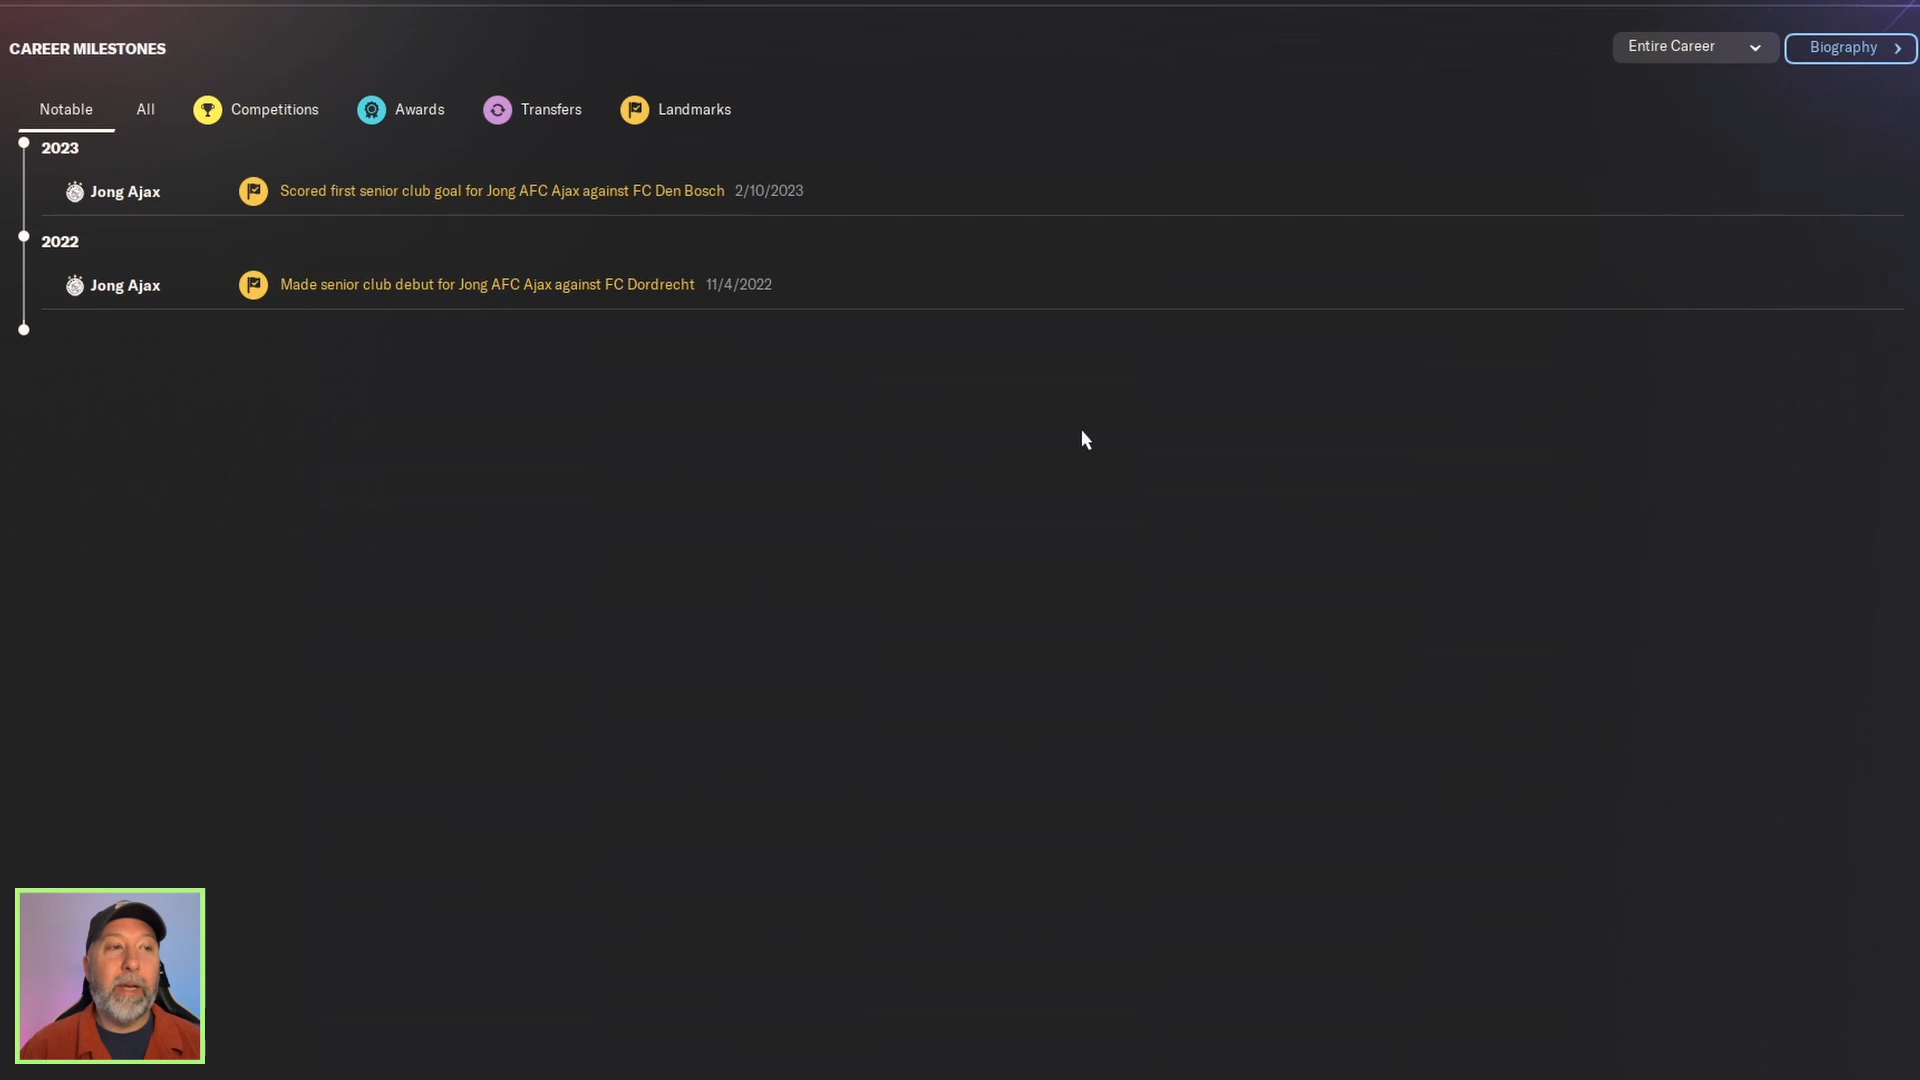 CAREER MILESTONES
Entire Career
Biography
Notable
All
Competitions
Awards
Transfers
Landmarks
2023
Jong Ajax
Scored first senior club goal for Jong AFC Ajax against FC Den Bosch 2/10/2023
2022
Jong Ajax
Made senior club debut for Jong AFC Ajax against FC Dordrecht 11/4/2022